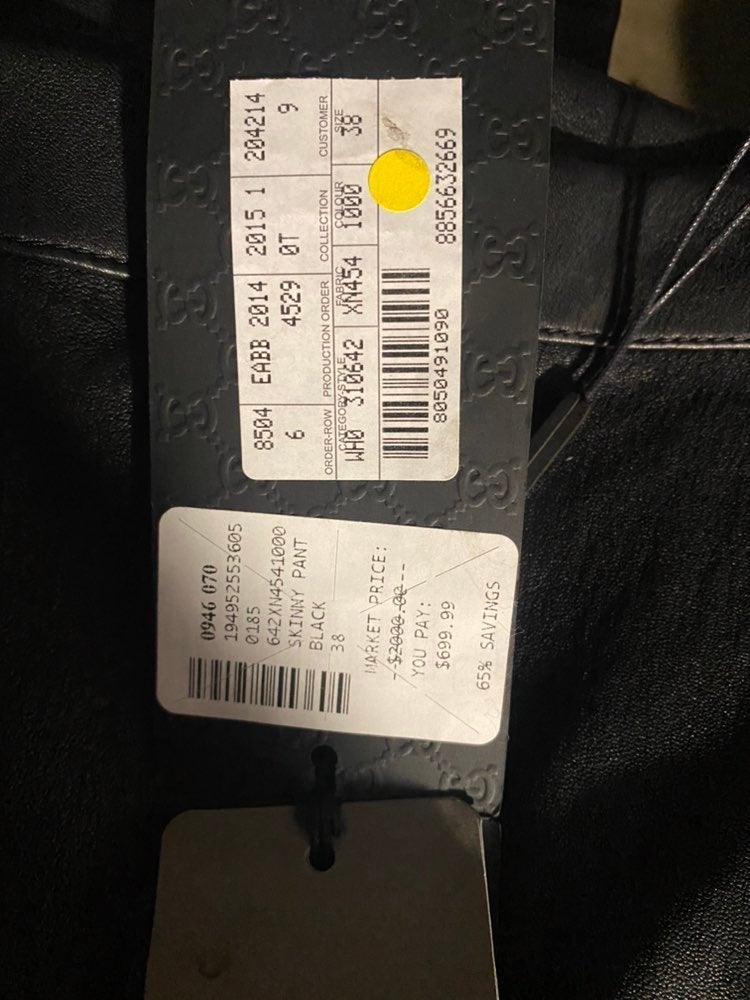 8504 EABB 2014 2015 1 204214
6 4529 0T 9
ORDER-ROW PRODUCTION ORDER COLLECTION CUSTOMER
CATEGORY-STYLE FABRIC COLOUR SIZE
WA0 310642 XN454 1000 38
8050491090
8856632669
0946 070
194952553605
0185
642XN4541000
SKINNY PANT
BLACK
38
MARKET PRICE:
--$2000.00---
YOU PAY:
$699.99
65% SAVINGS